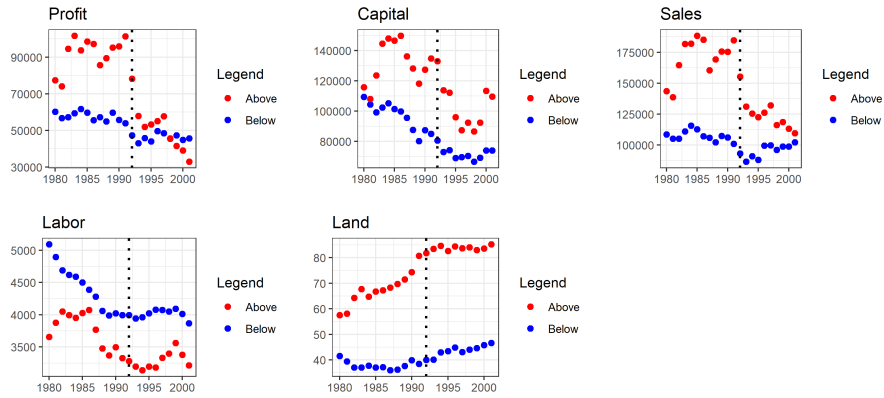 Profit
90000
70000
50000
30000
1980 1985 1990 1995 2000
Legend
Above
Below
Capital
140000
120000
100000
80000
1980 1985 1990 1995 2000
Legend
Above
Below
Sales
175000
150000
125000
100000
1980 1985 1990 1995 2000
Legend
Above
Below
Labor
5000
4500
4000
3500
1980 1985 1990 1995 2000
Legend
Above
Below
Land
80
70
60
50
40
1980 1985 1990 1995 2000
Legend
Above
Below